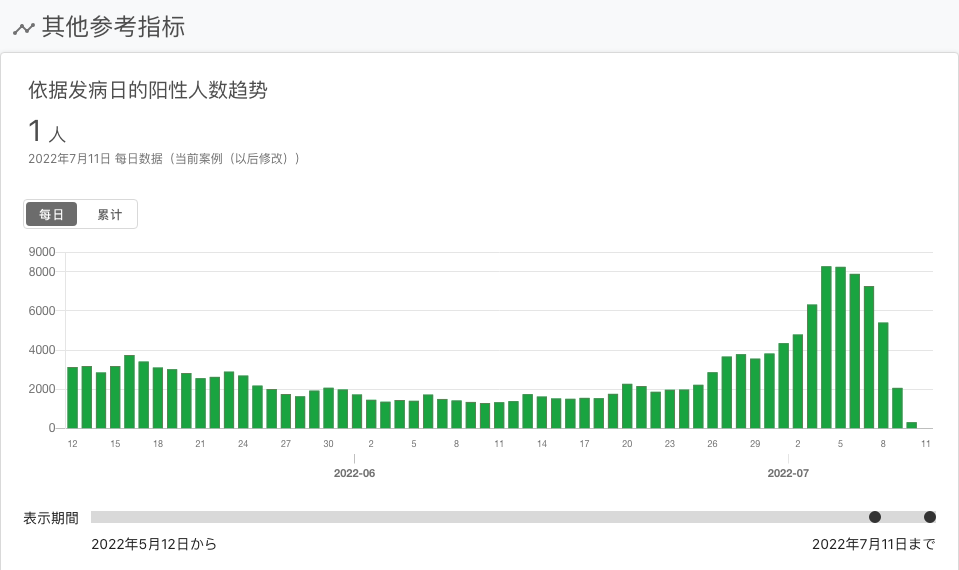 其他参考指标
依据发病日的阳性人数趋势
1 人
2022年7月11日 每日数据（当前案例（以后修改））
每日 累计
9000
8000
6000
4000
2000
0
12 15 18 21 24 27 30 2 5 8 11 14 17 20 23 26 29 2 5 8 11
2022-06 2022-07
表示期間
2022年5月12日から 2022年7月11日まで